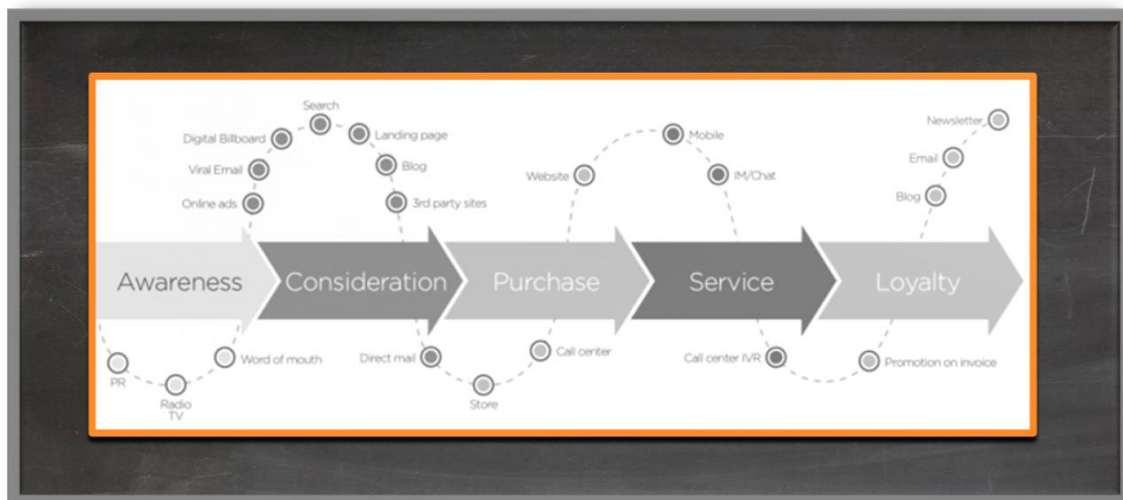 Search
Digital Billboard
Landing page
Viral Email
Blog
Online ads
3rd party sites
Website
Mobile
IM/Chat
Newsletter
Email
Blog
Awareness
Consideration
Purchase
Service
Loyalty
PR
Radio
TV
Word of mouth
Direct mail
Store
Call center
Call center IVR
Promotion on invoice